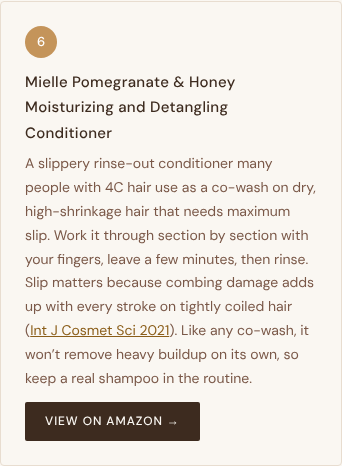 6
Mielle Pomegranate & Honey
Moisturizing and Detangling
Conditioner
A slippery rinse-out conditioner many
people with 4C hair use as a co-wash on dry,
high-shrinkage hair that needs maximum
slip. Work it through section by section with
your fingers, leave a few minutes, then rinse.
Slip matters because combing damage adds
up with every stroke on tightly coiled hair
(Int J Cosmet Sci 2021). Like any co-wash, it
won’t remove heavy buildup on its own, so
keep a real shampoo in the routine.
VIEW ON AMAZON →